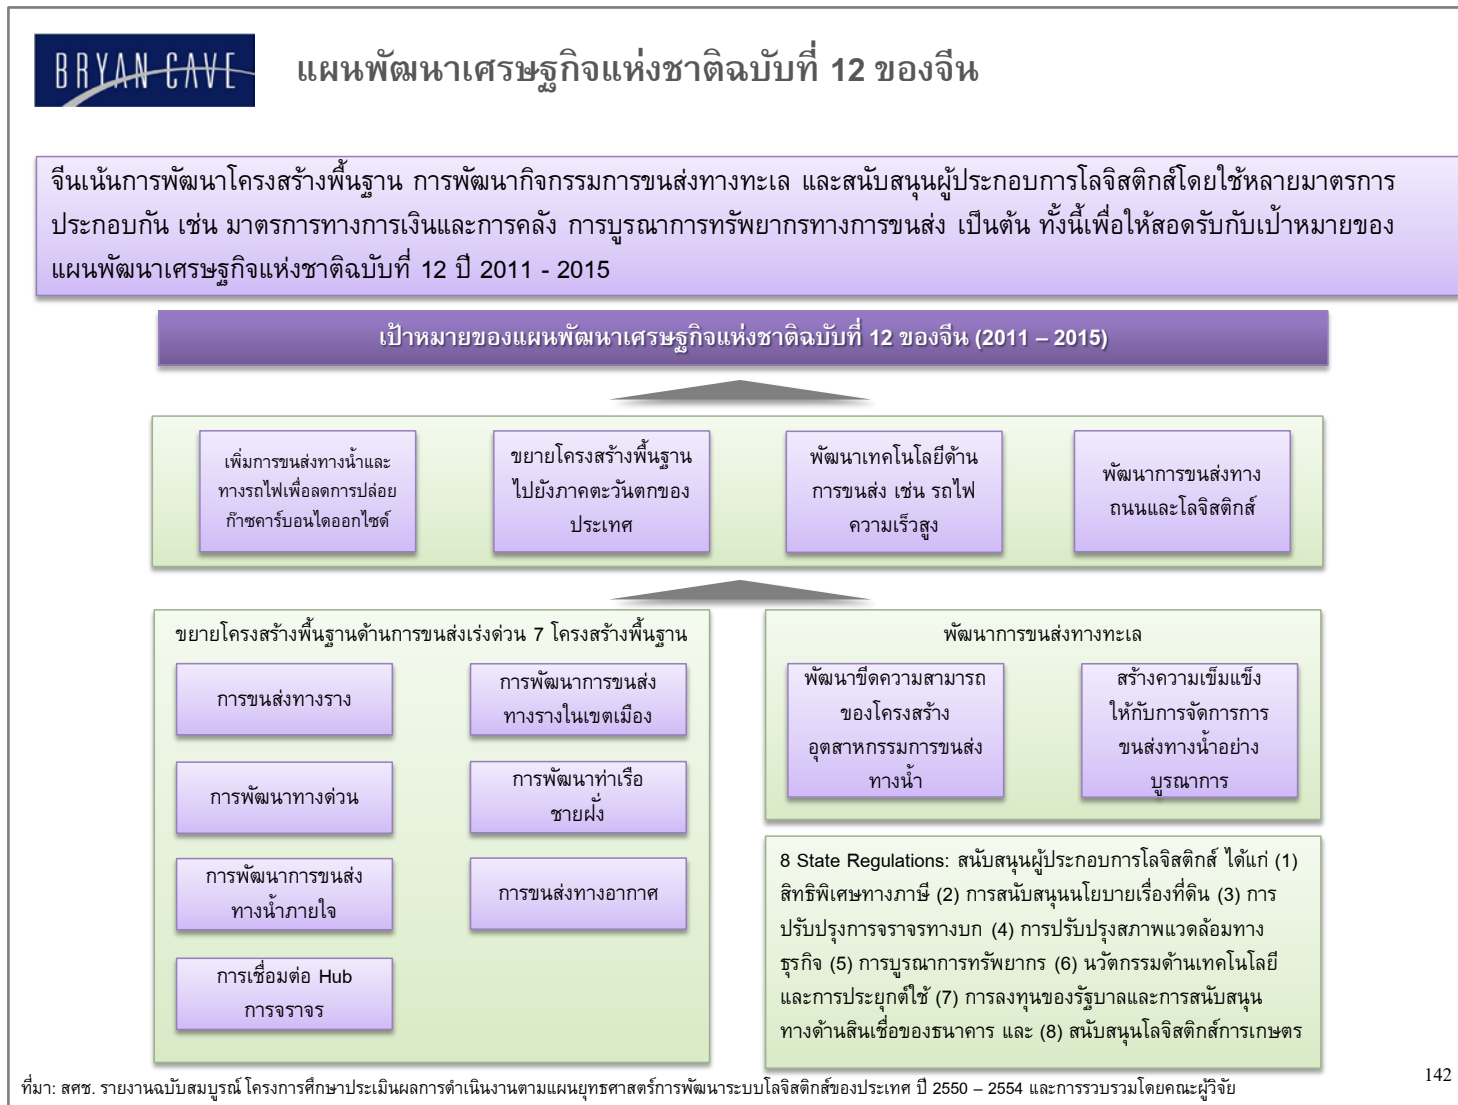 BRYAN CAVE
แผนพัฒนาเศรษฐกิจแห่งชาติฉบับที่ 12 ของจีน
จีนเน้นการพัฒนาโครงสร้างพื้นฐาน การพัฒนากิจกรรมการขนส่งทางทะเล และสนับสนุนผู้ประกอบการโลจิสติกส์โดยใช้หลายมาตรการ
ประกอบกัน เช่น มาตรการทางการเงินและการคลัง การบูรณาการทรัพยากรทางการขนส่ง เป็นต้น ทั้งนี้เพื่อให้สอดรับกับเป้าหมายของ
แผนพัฒนาเศรษฐกิจแห่งชาติฉบับที่ 12 ปี 2011 - 2015
เป้าหมายของแผนพัฒนาเศรษฐกิจแห่งชาติฉบับที่ 12 ของจีน (2011 – 2015)
เพิ่มการขนส่งทางน้ำและ
ทางรถไฟเพื่อลดการปล่อย
ก๊าซคาร์บอนไดออกไซด์
ขยายโครงสร้างพื้นฐาน
ไปยังภาคตะวันตกของ
ประเทศ
พัฒนาเทคโนโลยีด้าน
การขนส่ง เช่น รถไฟ
ความเร็วสูง
พัฒนาการขนส่งทาง
ถนนและโลจิสติกส์
ขยายโครงสร้างพื้นฐานด้านการขนส่งเร่งด่วน 7 โครงสร้างพื้นฐาน
การขนส่งทางราง
การพัฒนาการขนส่ง
ทางรางในเขตเมือง
การพัฒนาทางด่วน
การพัฒนาท่าเรือ
ชายฝั่ง
การพัฒนาการขนส่ง
ทางน้ำภายใจ
การขนส่งทางอากาศ
การเชื่อมต่อ Hub
การจราจร
พัฒนาการขนส่งทางทะเล
พัฒนาขีดความสามารถ
ของโครงสร้าง
อุตสาหกรรมการขนส่ง
ทางน้ำ
สร้างความเข็มแข็ง
ให้กับการจัดการการ
ขนส่งทางน้ำอย่าง
บูรณาการ
8 State Regulations: สนับสนุนผู้ประกอบการโลจิสติกส์ ได้แก่ (1)
สิทธิพิเศษทางภาษี (2) การสนับสนุนนโยบายเรื่องที่ดิน (3) การ
ปรับปรุงการจราจรทางบก (4) การปรับปรุงสภาพแวดล้อมทาง
ธุรกิจ (5) การบูรณาการทรัพยากร (6) นวัตกรรมด้านเทคโนโลยี
และการประยุกต์ใช้ (7) การลงทุนของรัฐบาลและการสนับสนุน
ทางด้านสินเชื่อของธนาคาร และ (8) สนับสนุนโลจิสติกส์การเกษตร
ที่มา: สศช. รายงานฉบับสมบูรณ์ โครงการศึกษาประเมินผลการดำเนินงานตามแผนยุทธศาสตร์การพัฒนาระบบโลจิสติกส์ของประเทศ ปี 2550 – 2554 และการรวบรวมโดยคณะผู้วิจัย
142